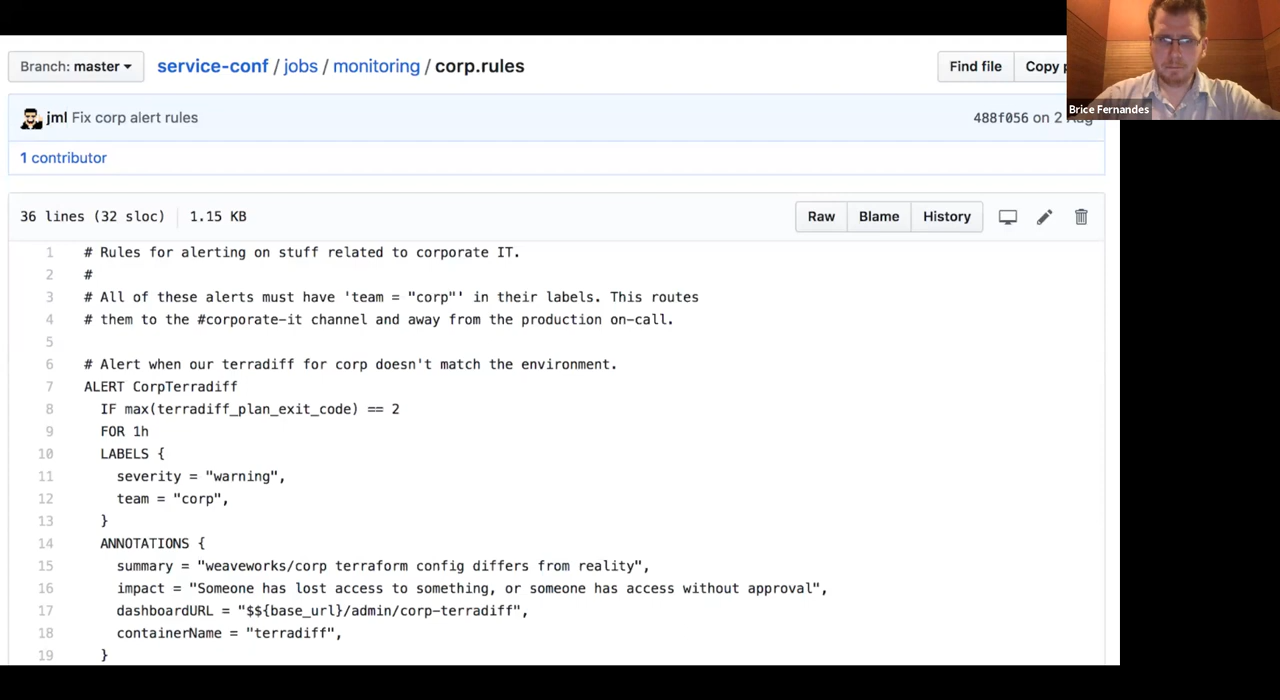 Branch: master
service-conf / jobs / monitoring / corp.rules
Find file
Copy
Brice Fernandes
jml Fix corp alert rules
488f056 on 2 Aug
1 contributor
36 lines (32 sloc) 1.15 KB
Raw Blame History
1 # Rules for alerting on stuff related to corporate IT.
2 #
3 # All of these alerts must have 'team = "corp"' in their labels. This routes
4 # them to the #corporate-it channel and away from the production on-call.
5
6 # Alert when our terradiff for corp doesn't match the environment.
7 ALERT CorpTerradiff
8 IF max(terradiff_plan_exit_code) == 2
9 FOR 1h
10 LABELS {
11 severity = "warning",
12 team = "corp",
13 }
14 ANNOTATIONS {
15 summary = "weaveworks/corp terraform config differs from reality",
16 impact = "Someone has lost access to something, or someone has access without approval",
17 dashboardURL = "$${base_url}/admin/corp-terradiff",
18 containerName = "terradiff",
19 }